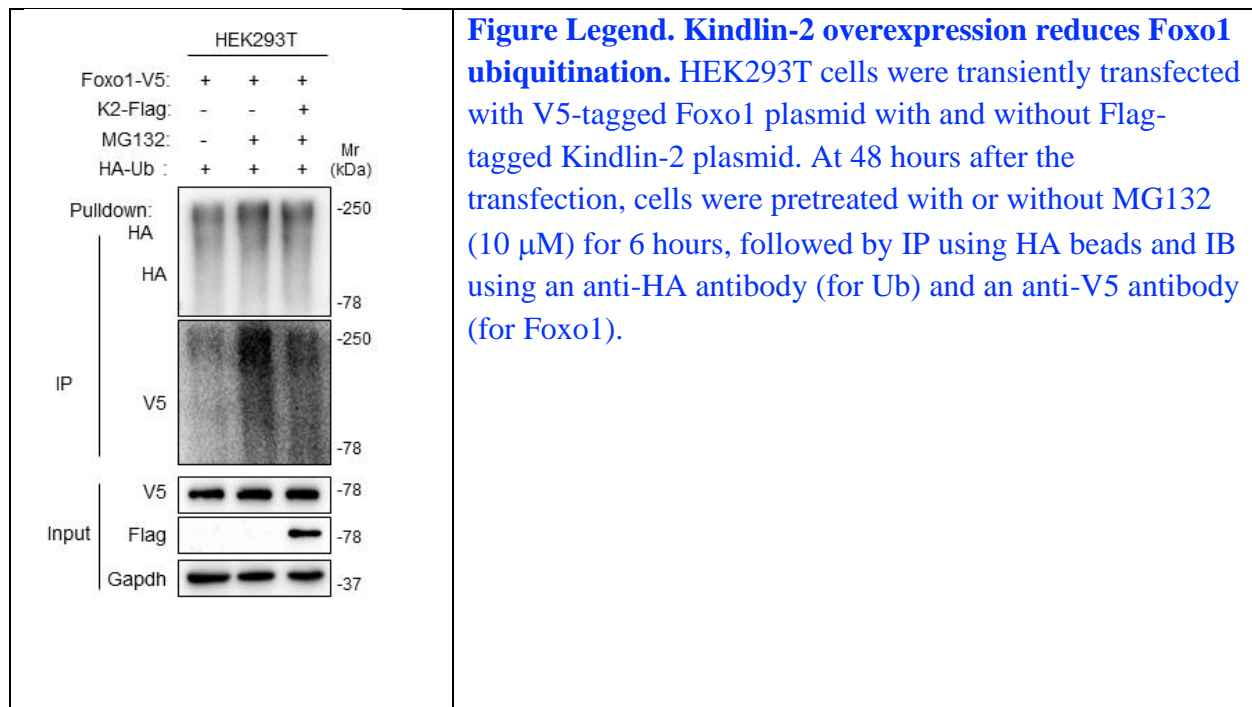 HEK293T
Foxo1-V5: + + +
K2-Flag: - - +
MG132: - + +
HA-Ub : + + +
Mr
(kDa)
Pulldown:
HA
-250
HA
-78
-250
IP
V5
-78
V5
-78
Input
Flag
-78
Gapdh
-37
Figure Legend. Kindlin-2 overexpression reduces Foxo1
ubiquitination. HEK293T cells were transiently transfected
with V5-tagged Foxo1 plasmid with and without Flag-
tagged Kindlin-2 plasmid. At 48 hours after the
transfection, cells were pretreated with or without MG132
(10 μM) for 6 hours, followed by IP using HA beads and IB
using an anti-HA antibody (for Ub) and an anti-V5 antibody
(for Foxo1).